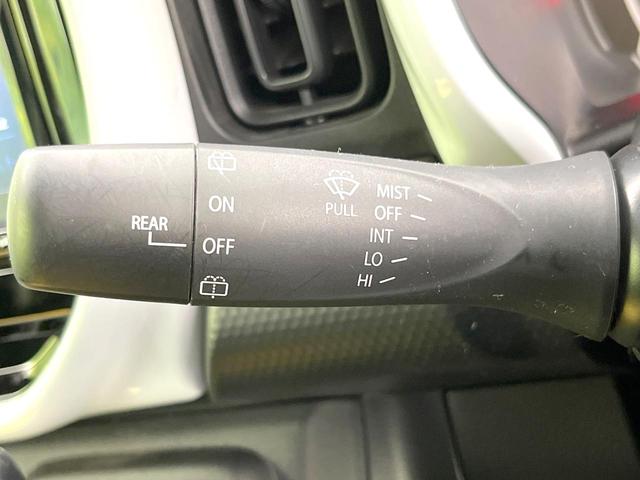 REAR
ON
OFF
PULL
MIST
OFF
INT
LO
HI